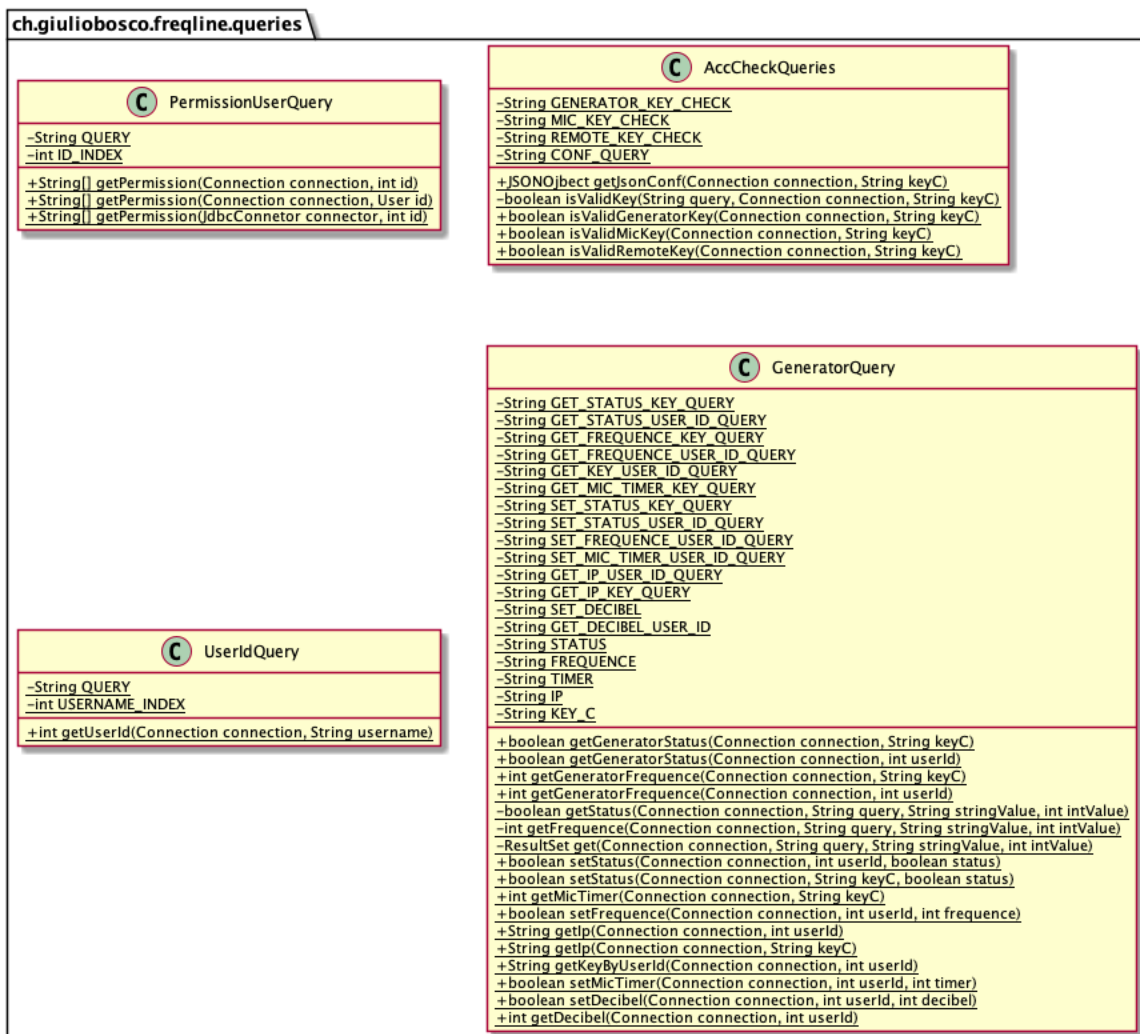 ch.giuliobosco.freqline.queries
C PermissionUserQuery
-String QUERY
-int ID_INDEX
+String[] getPermission(Connection connection, int id)
+String[] getPermission(Connection connection, User id)
+String[] getPermission(JdbcConnetor connector, int id)
C AccCheckQueries
-String GENERATOR_KEY_CHECK
-String MIC_KEY_CHECK
-String REMOTE_KEY_CHECK
-String CONF_QUERY
+JSONOjbect getJsonConf(Connection connection, String keyC)
-boolean isValidKey(String query, Connection connection, String keyC)
+boolean isValidGeneratorKey(Connection connection, String keyC)
+boolean isValidMicKey(Connection connection, String keyC)
+boolean isValidRemoteKey(Connection connection, String keyC)
C UserIdQuery
-String QUERY
-int USERNAME_INDEX
+int getUserId(Connection connection, String username)
C GeneratorQuery
-String GET_STATUS_KEY_QUERY
-String GET_STATUS_USER_ID_QUERY
-String GET_FREQUENCE_KEY_QUERY
-String GET_FREQUENCE_USER_ID_QUERY
-String GET_KEY_USER_ID_QUERY
-String GET_MIC_TIMER_KEY_QUERY
-String SET_STATUS_KEY_QUERY
-String SET_STATUS_USER_ID_QUERY
-String SET_FREQUENCE_USER_ID_QUERY
-String SET_MIC_TIMER_USER_ID_QUERY
-String GET_IP_USER_ID_QUERY
-String GET_IP_KEY_QUERY
-String SET_DECIBEL
-String GET_DECIBEL_USER_ID
-String STATUS
-String FREQUENCE
-String TIMER
-String IP
-String KEY_C
+boolean getGeneratorStatus(Connection connection, String keyC)
+boolean getGeneratorStatus(Connection connection, int userId)
+int getGeneratorFrequence(Connection connection, String keyC)
+int getGeneratorFrequence(Connection connection, int userId)
-boolean getStatus(Connection connection, String query, String stringValue, int intValue)
-int getFrequence(Connection connection, String query, String stringValue, int intValue)
-ResultSet get(Connection connection, String query, String stringValue, int intValue)
+boolean setStatus(Connection connection, int userId, boolean status)
+boolean setStatus(Connection connection, String keyC, boolean status)
+int getMicTimer(Connection connection, String keyC)
+boolean setFrequence(Connection connection, int userId, int frequence)
+String getIp(Connection connection, int userId)
+String getIp(Connection connection, String keyC)
+String getKeyByUserId(Connection connection, int userId)
+boolean setMicTimer(Connection connection, int userId, int timer)
+boolean setDecibel(Connection connection, int userId, int decibel)
+int getDecibel(Connection connection, int userId)